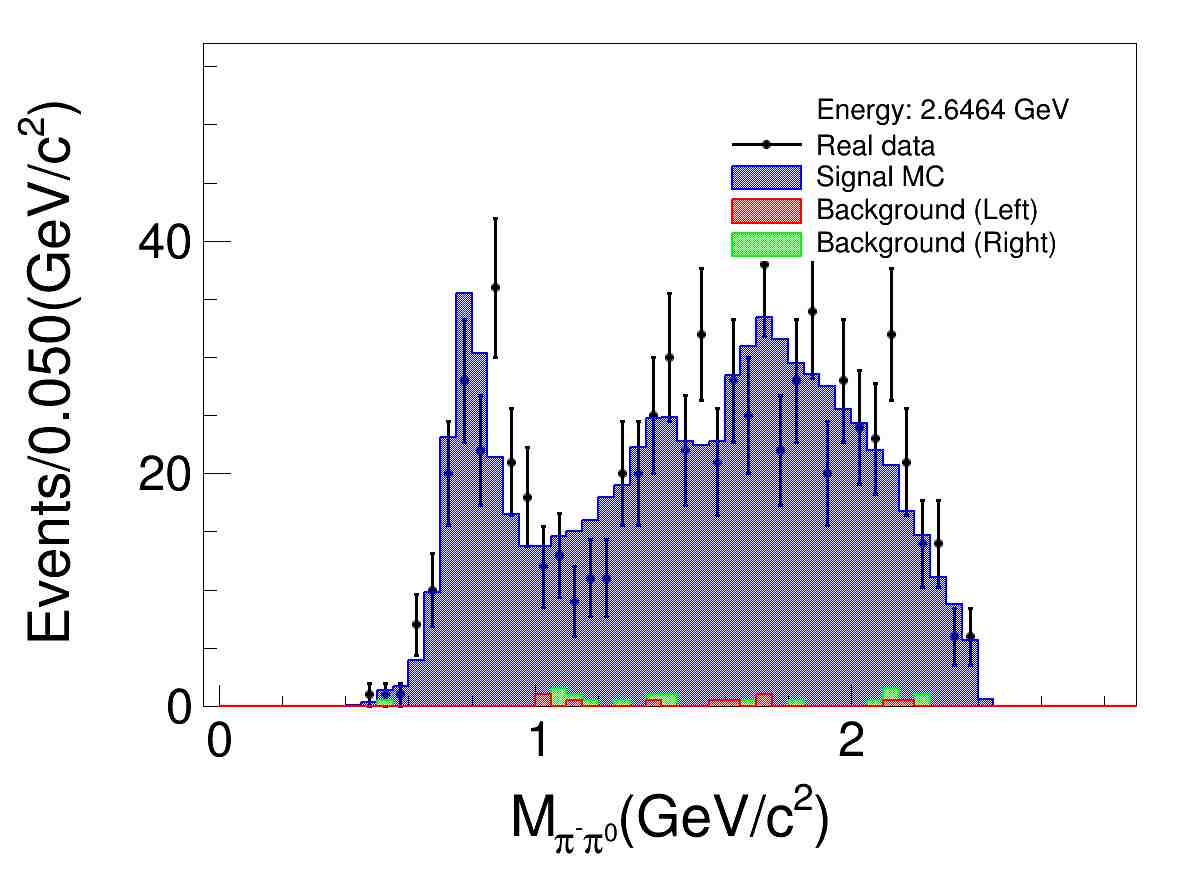 Energy: 2.6464 GeV
Real data
Signal MC
Background (Left)
Background (Right)
Events/0.050(GeV/c²)
40
20
0
0 1 2
M_π⁻π⁰(GeV/c²)